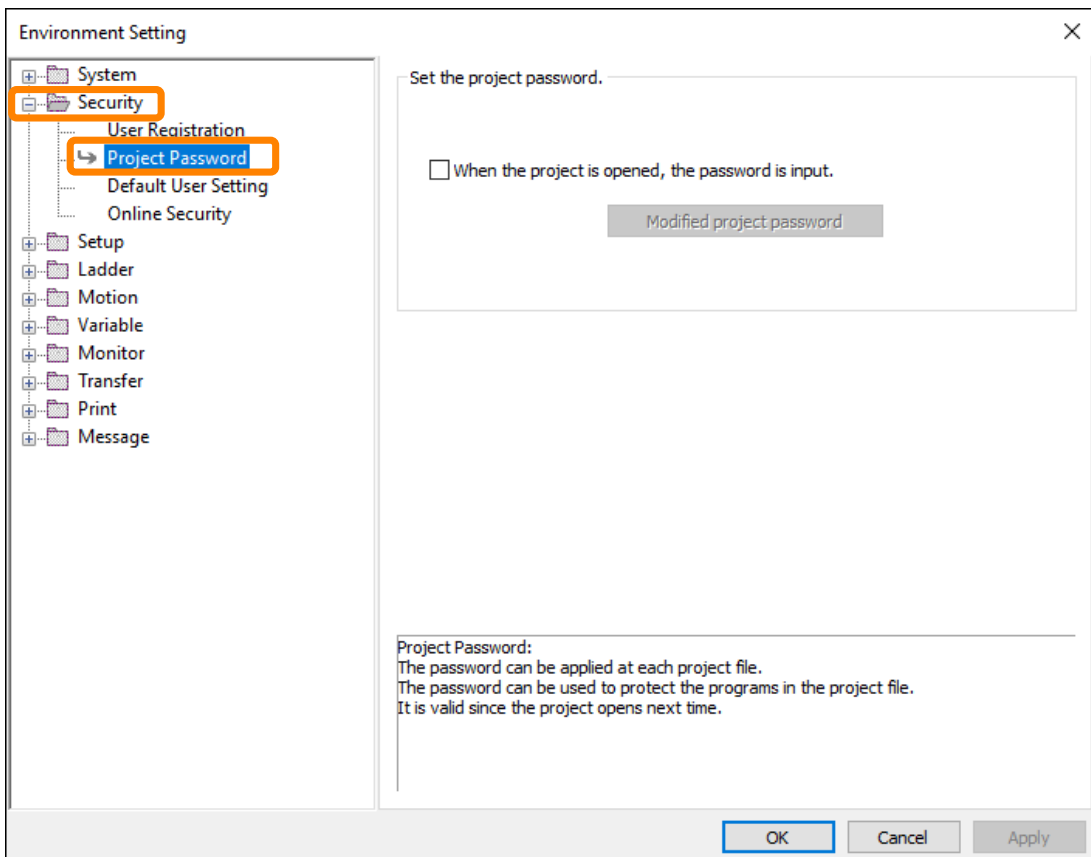 Environment Setting
System
Security
User Registration
Project Password
Default User Setting
Online Security
Setup
Ladder
Motion
Variable
Monitor
Transfer
Print
Message
Set the project password.
When the project is opened, the password is input.
Modified project password
Project Password:
The password can be applied at each project file.
The password can be used to protect the programs in the project file.
It is valid since the project opens next time.
OK
Cancel
Apply